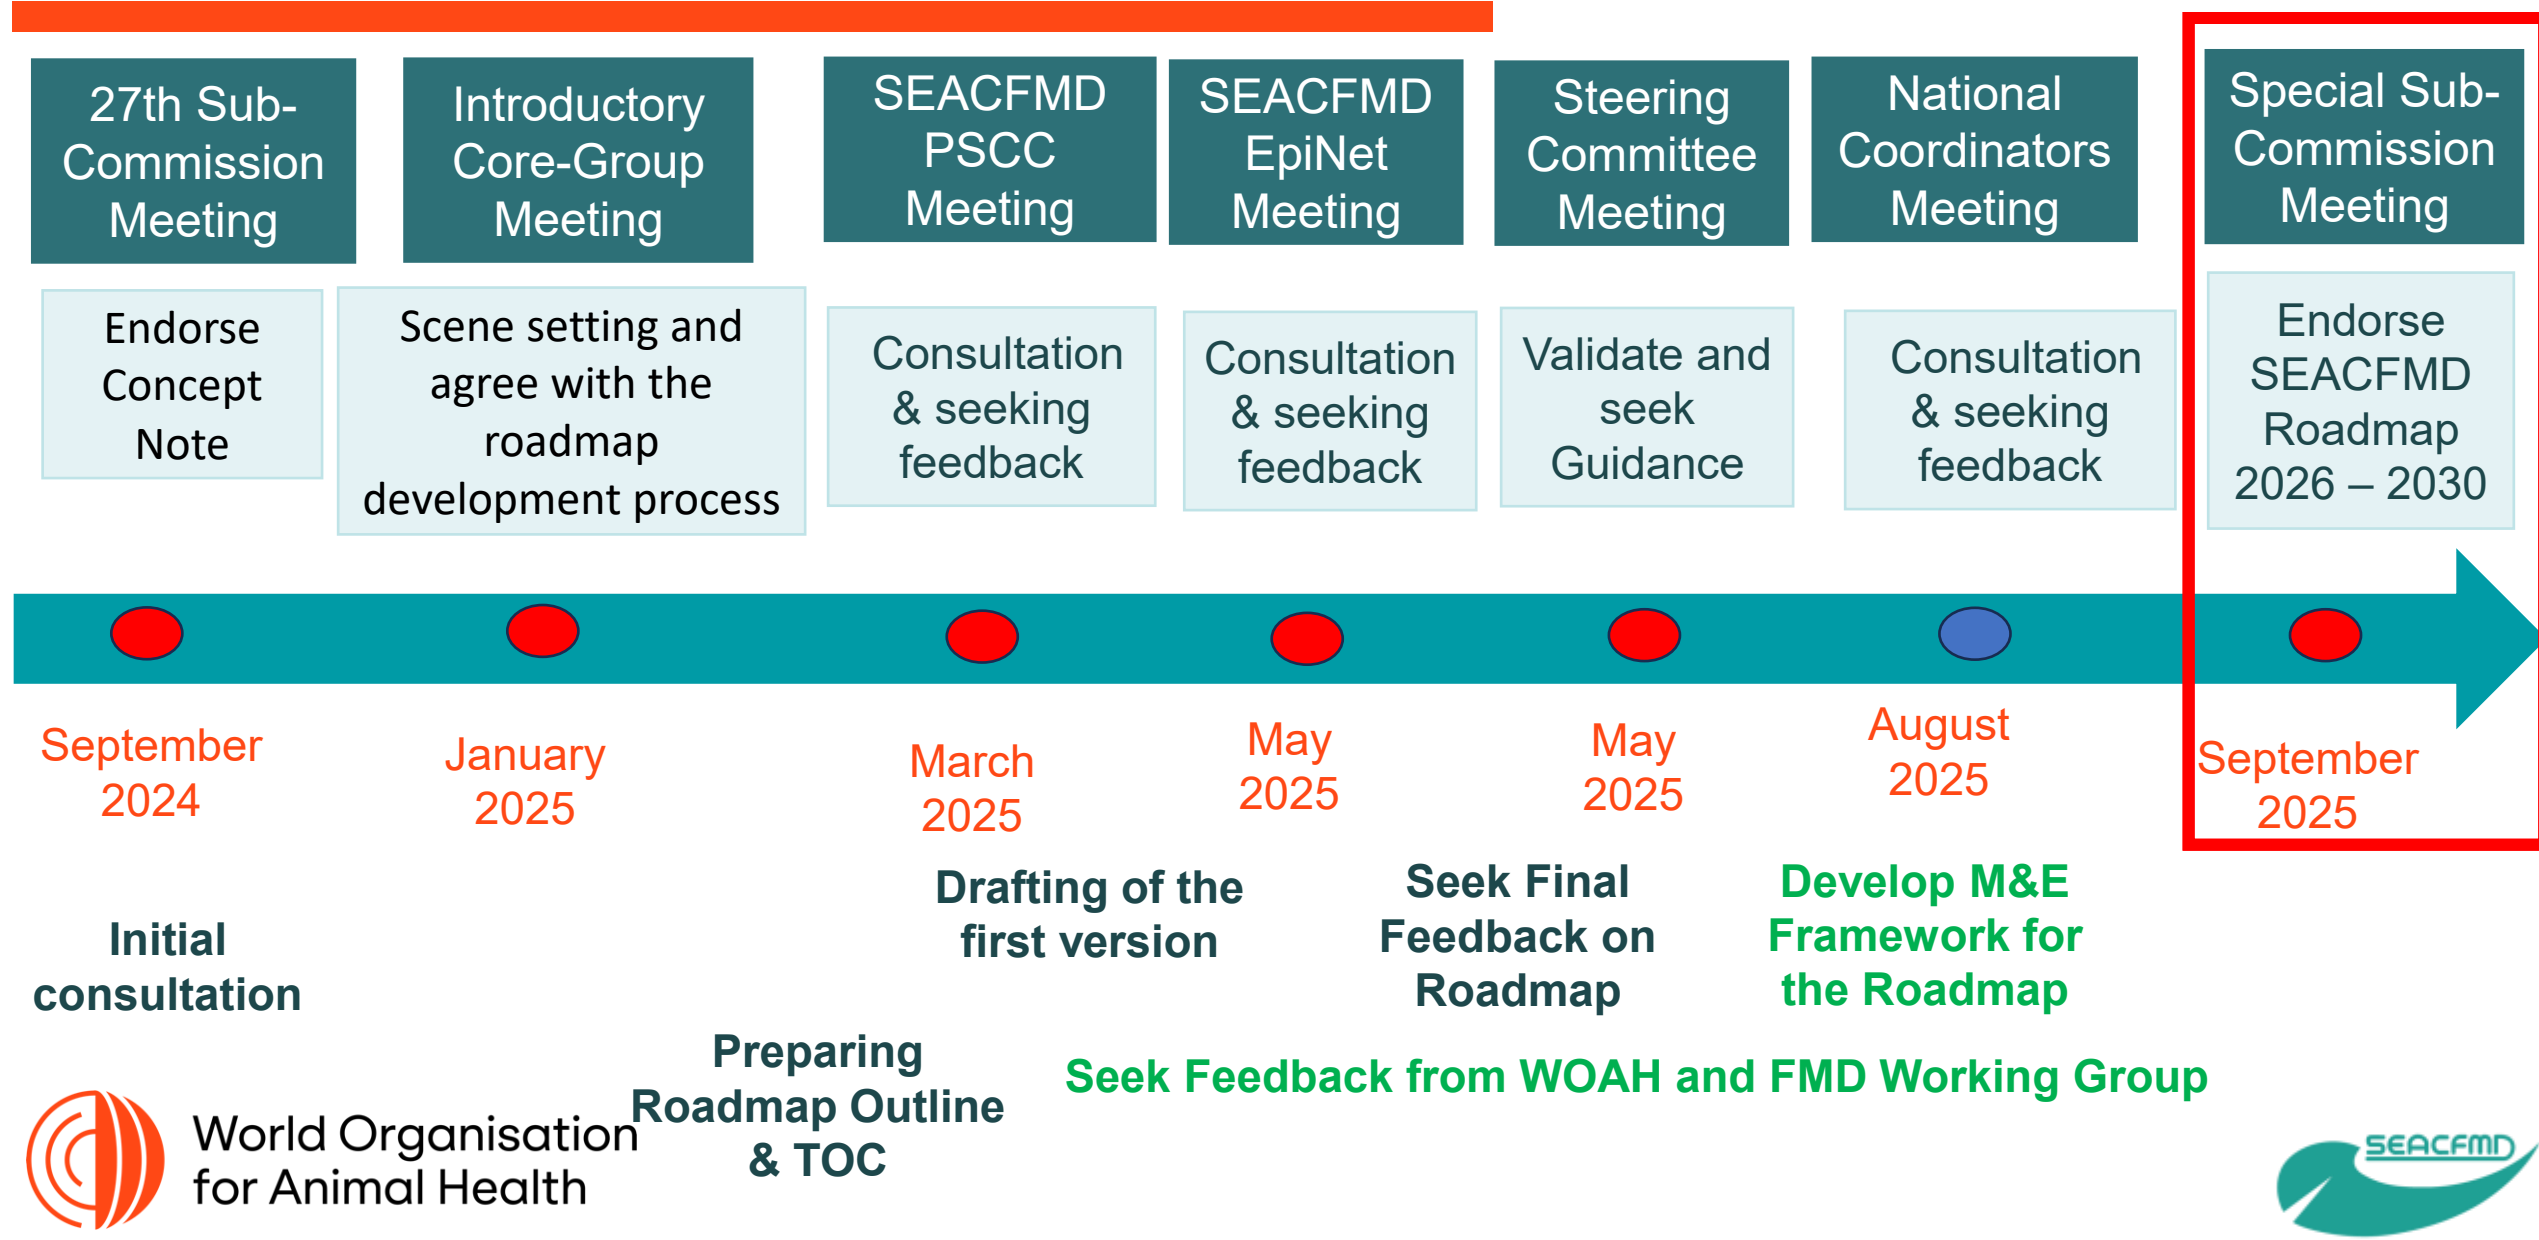 27th Sub-
Commission
Meeting
Introductory
Core-Group
Meeting
SEACFMD
PSCC
Meeting
SEACFMD
EpiNet
Meeting
Steering
Committee
Meeting
National
Coordinators
Meeting
Special Sub-
Commission
Meeting
Endorse
Concept
Note
Scene setting and
agree with the
roadmap
development process
Consultation
& seeking
feedback
Consultation
& seeking
feedback
Validate and
seek
Guidance
Consultation
& seeking
feedback
Endorse
SEACFMD
Roadmap
2026 – 2030
September
2024
January
2025
March
2025
May
2025
May
2025
August
2025
September
2025
Initial
consultation
Preparing
Roadmap Outline
& TOC
Drafting of the
first version
Seek Final
Feedback on
Roadmap
Develop M&E
Framework for
the Roadmap
Seek Feedback from WOAH and FMD Working Group
World Organisation
for Animal Health
SEACFMD